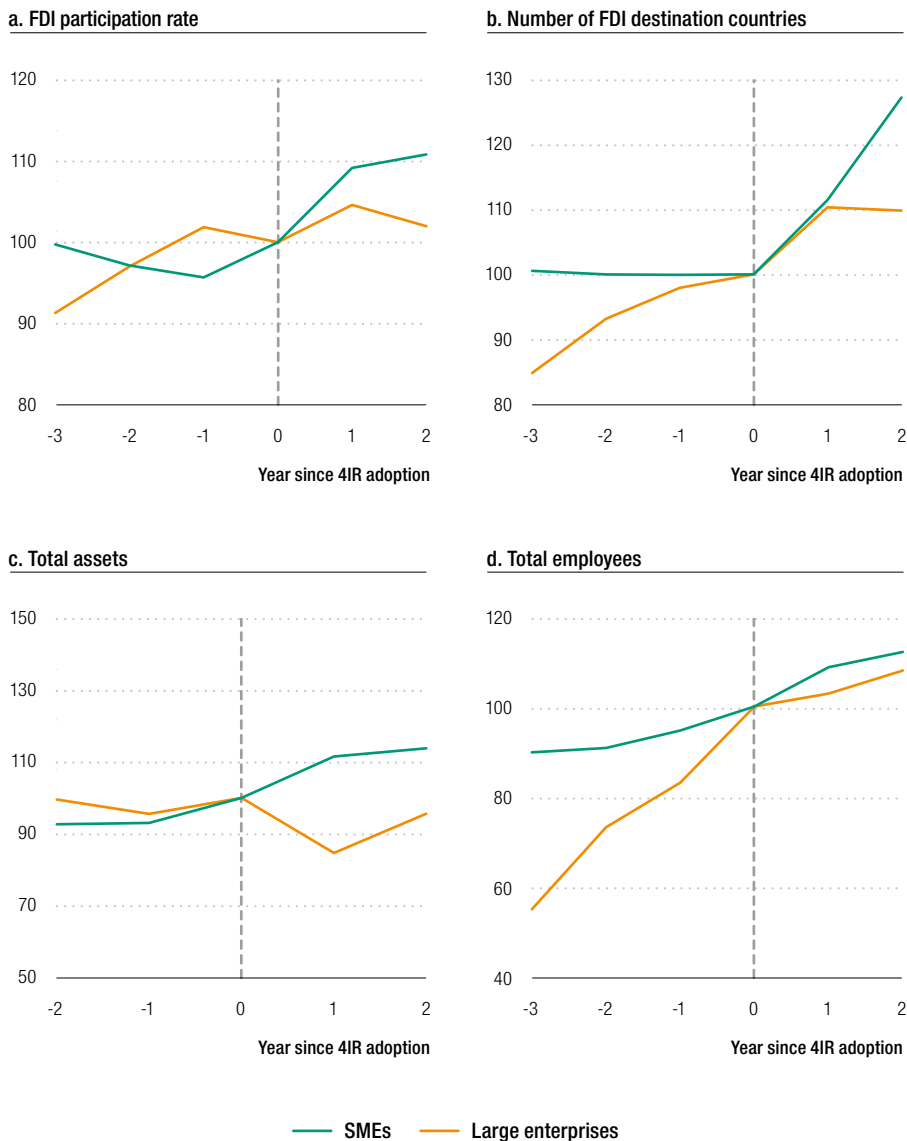 a. FDI participation rate
120
110
100
90
80
-3 -2 -1 0 1 2
Year since 4IR adoption
b. Number of FDI destination countries
130
120
110
100
90
80
-3 -2 -1 0 1 2
Year since 4IR adoption
c. Total assets
150
130
110
90
70
50
-2 -1 0 1 2
Year since 4IR adoption
d. Total employees
120
100
80
60
40
-3 -2 -1 0 1 2
Year since 4IR adoption
SMEs Large enterprises